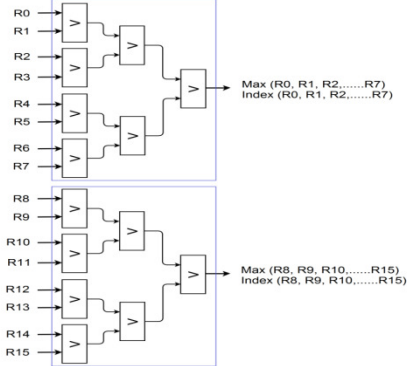 R0
R1
>
>
R2
R3
>
>
Max (R0, R1, R2,......R7)
Index (R0, R1, R2,......R7)
R4
R5
>
>
R6
R7
>
R8
R9
>
>
R10
R11
>
>
Max (R8, R9, R10,......R15)
Index (R8, R9, R10,......R15)
R12
R13
>
>
R14
R15
>